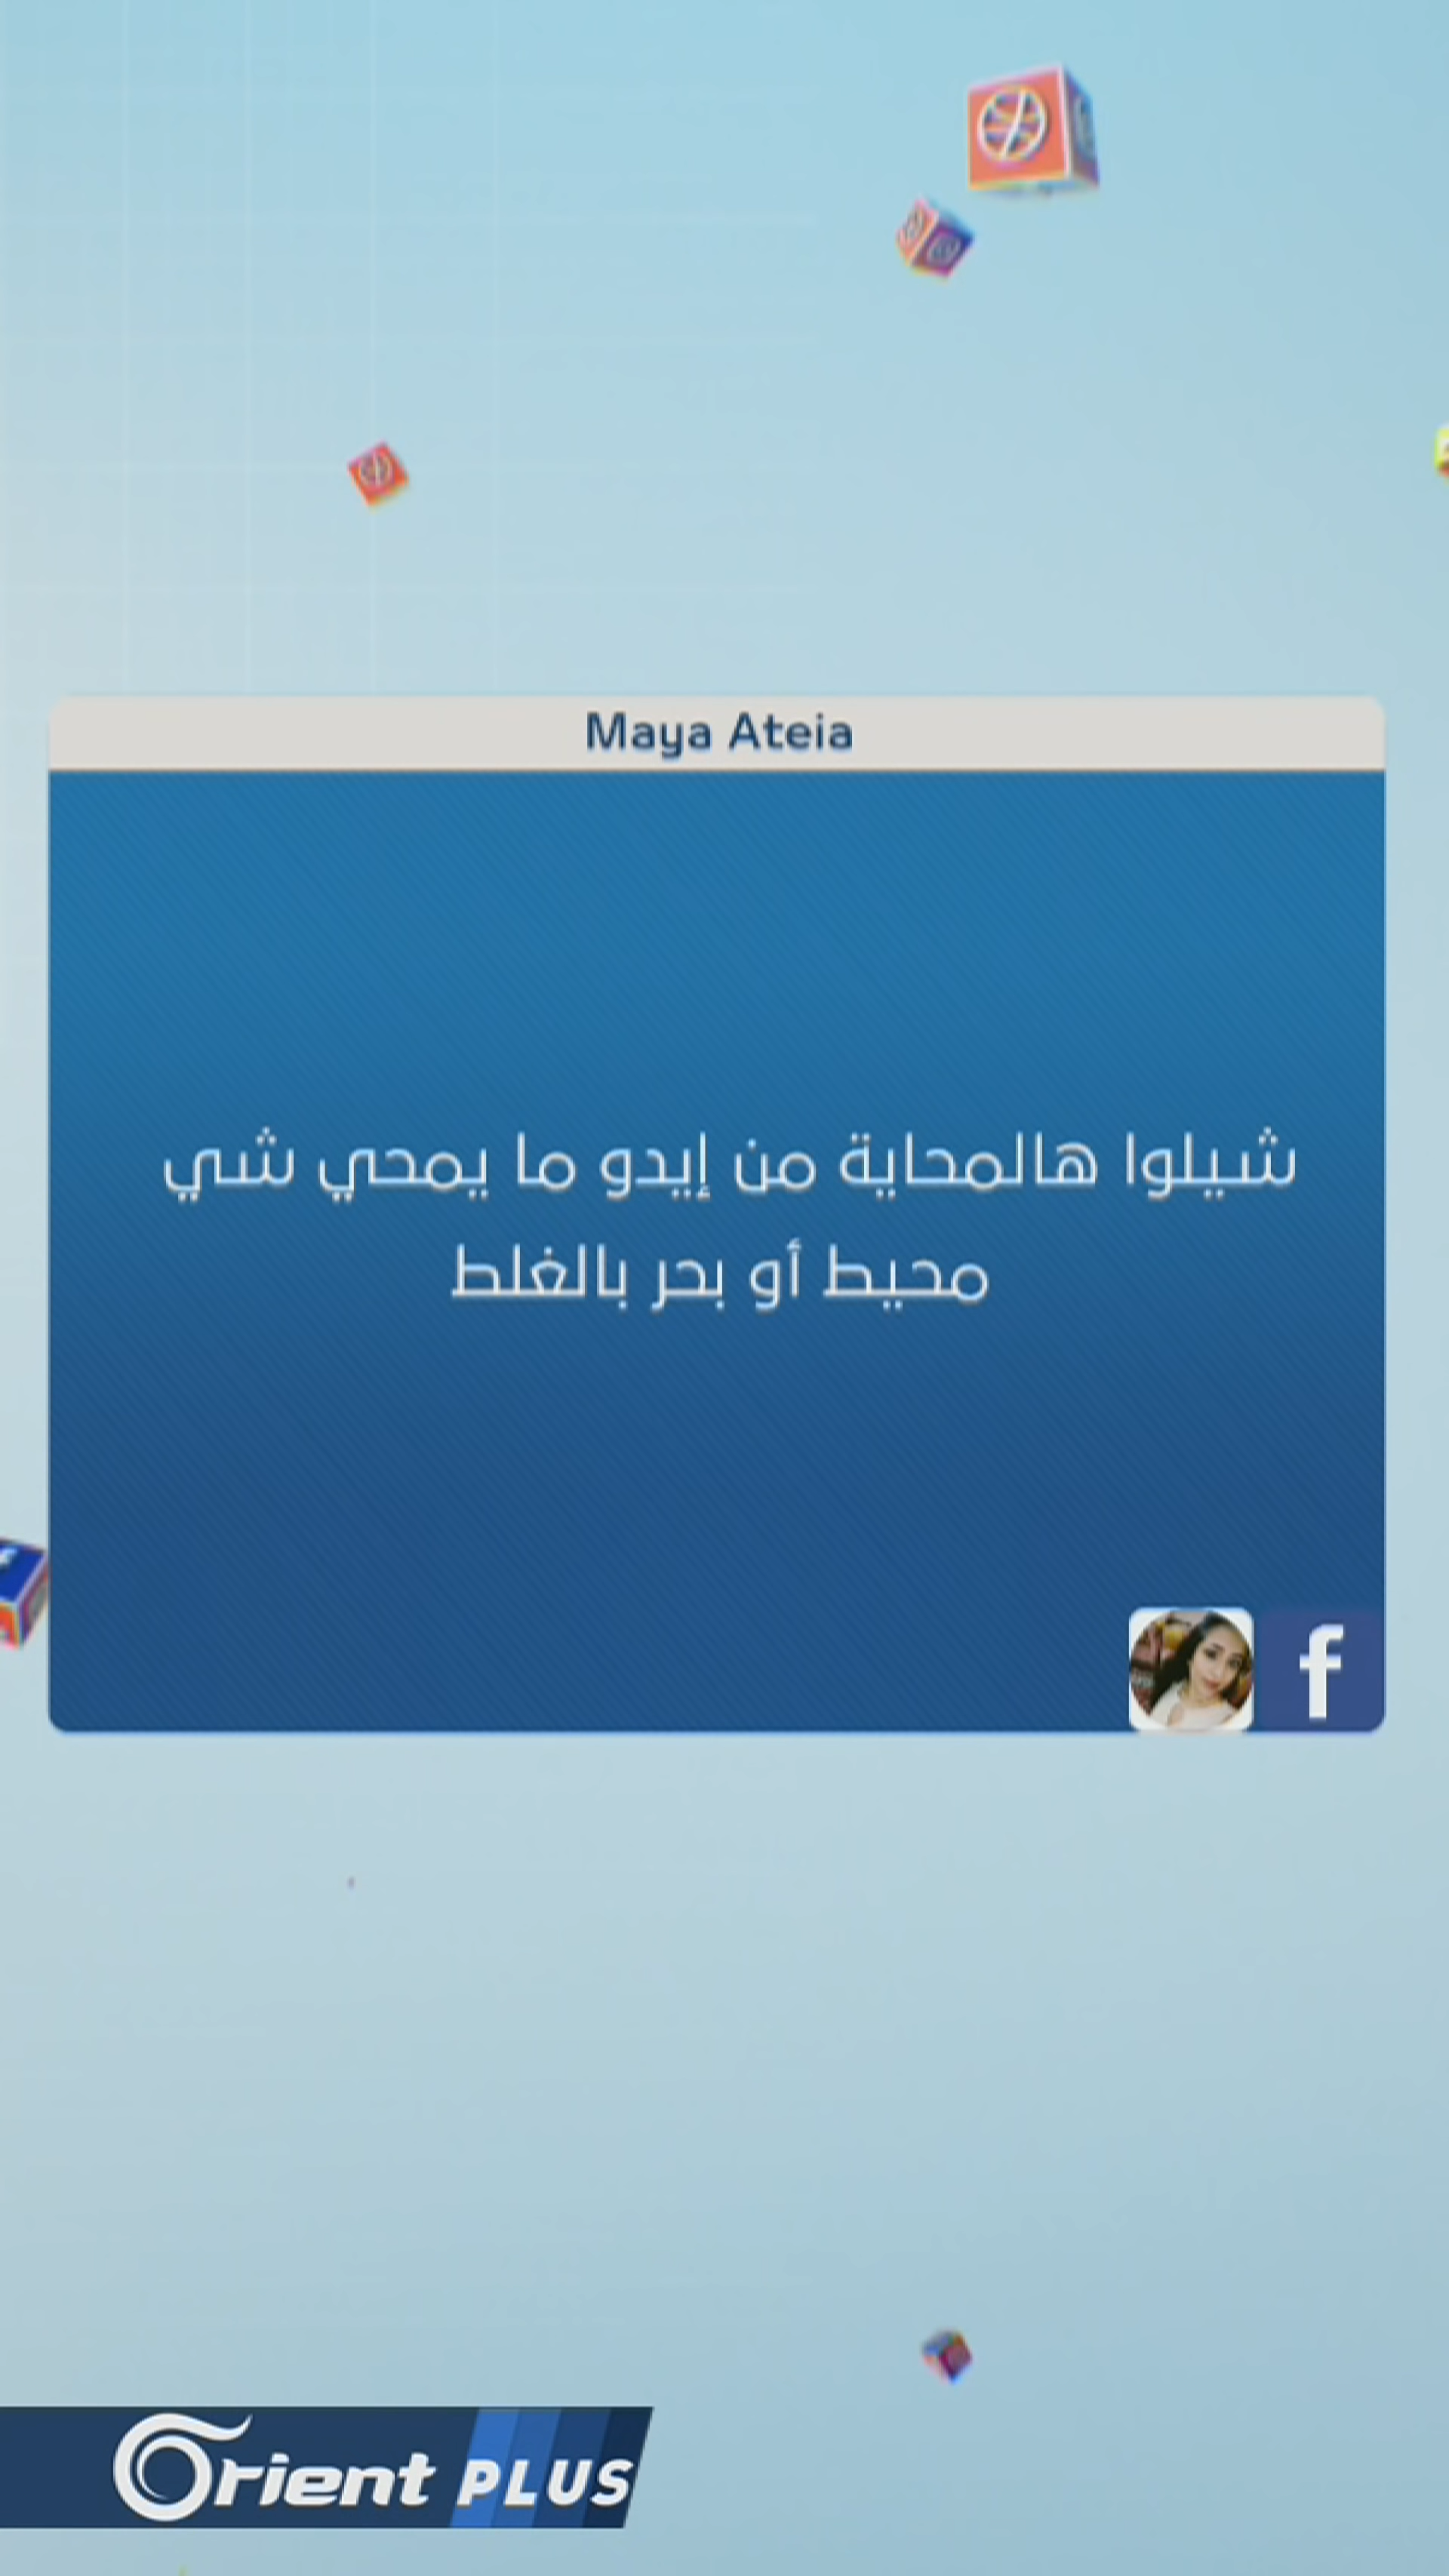 Maya Ateia
شيلوا هالمحاية من إيدو ما يمحي شي
محيط أو بحر بالغلط
f
Orient PLUS